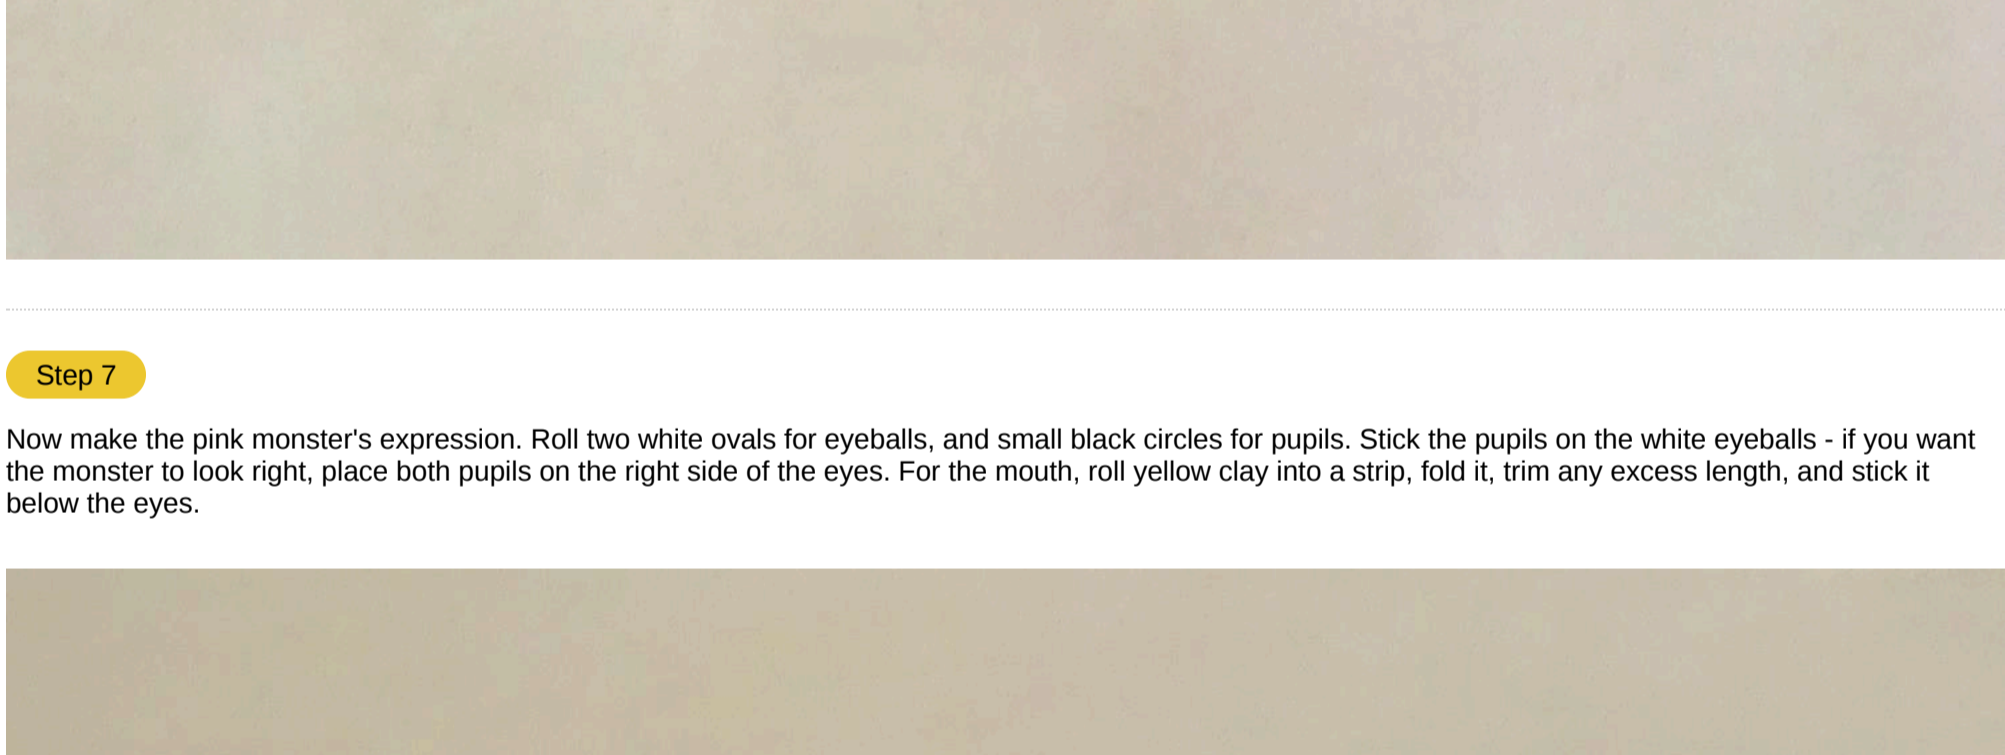 Step 7
Now make the pink monster's expression. Roll two white ovals for eyeballs, and small black circles for pupils. Stick the pupils on the white eyeballs - if you want
the monster to look right, place both pupils on the right side of the eyes. For the mouth, roll yellow clay into a strip, fold it, trim any excess length, and stick it
below the eyes.